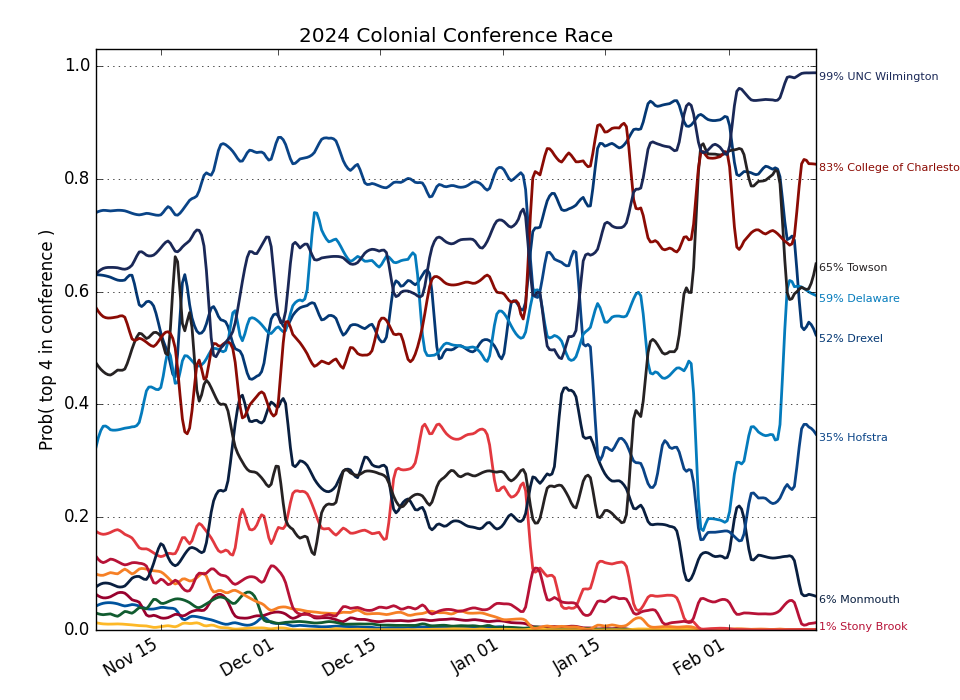 2024 Colonial Conference Race
Prob( top 4 in conference )
1.0
0.8
0.6
0.4
0.2
0.0
Nov 15
Dec 01
Dec 15
Jan 01
Jan 15
Feb 01
99% UNC Wilmington
83% College of Charlesto
65% Towson
59% Delaware
52% Drexel
35% Hofstra
6% Monmouth
1% Stony Brook